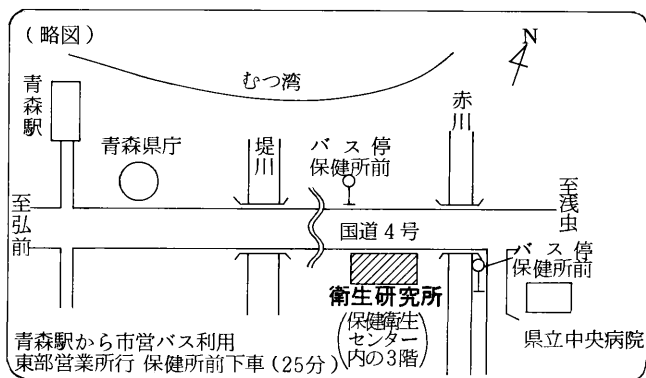 （略図）
N
むつ湾
青森駅
青森県庁
堤川
バス停
保健所前
赤川
至弘前
至浅虫
国道4号
バス停
保健所前
衛生研究所
（保健衛生
センター
内の3階）
県立中央病院
青森駅から市営バス利用
東部営業所行 保健所前下車（25分）